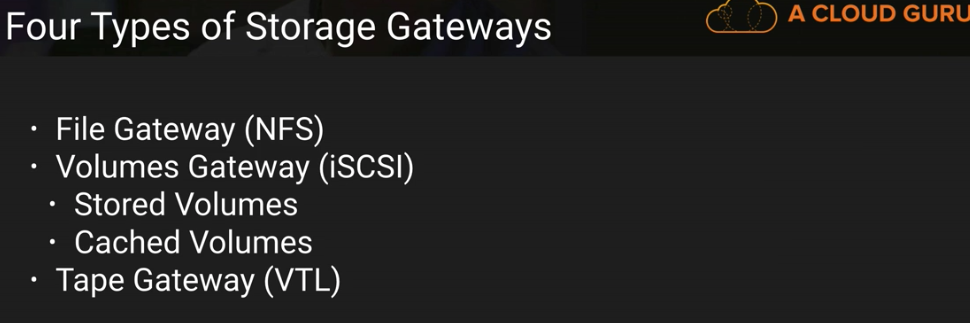 Four Types of Storage Gateways
A CLOUD GURU
· File Gateway (NFS)
· Volumes Gateway (iSCSI)
· Stored Volumes
· Cached Volumes
· Tape Gateway (VTL)